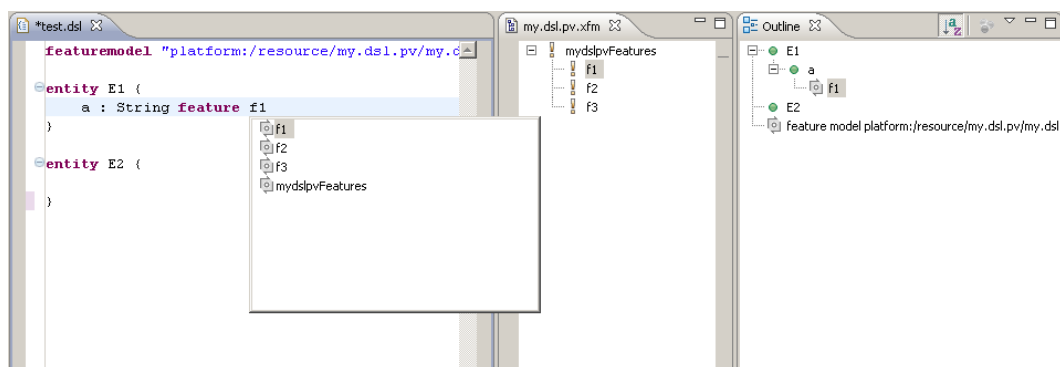 *test.dsl
featuremodel "platform:/resource/my.dsl.pv/my.d
entity E1 {
a : String feature f1
}
entity E2 {
}
f1
f2
f3
mydslpvFeatures
my.dsl.pv.xfm
mydslpvFeatures
f1
f2
f3
Outline
a
z
E1
a
f1
E2
feature model platform:/resource/my.dsl.pv/my.dsl